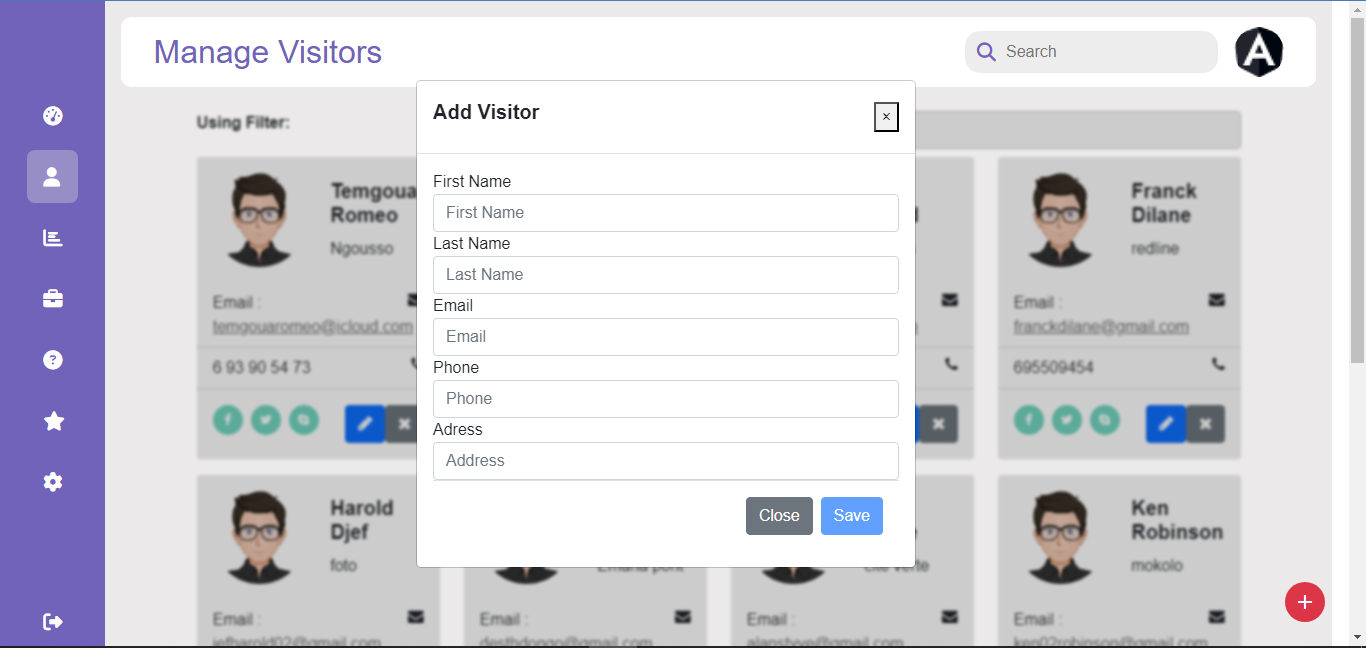 Manage Visitors
Search
Add Visitor
×
Using Filter:
First Name
First Name
Last Name
Last Name
Email
Email
Phone
Phone
Adress
Address
Close
Save
Temgoua
Romeo
Ngousso
Email :
temgouaromeo@icloud.com
6 93 90 54 73
Franck
Dilane
redline
Email :
franckdilane@gmail.com
695509454
Harold
Djef
foto
Email :
jefharold02@gmail.com
Emana pont
Email :
cite verte
Email :
Ken
Robinson
mokolo
Email :
ken02robinson@gmail.com